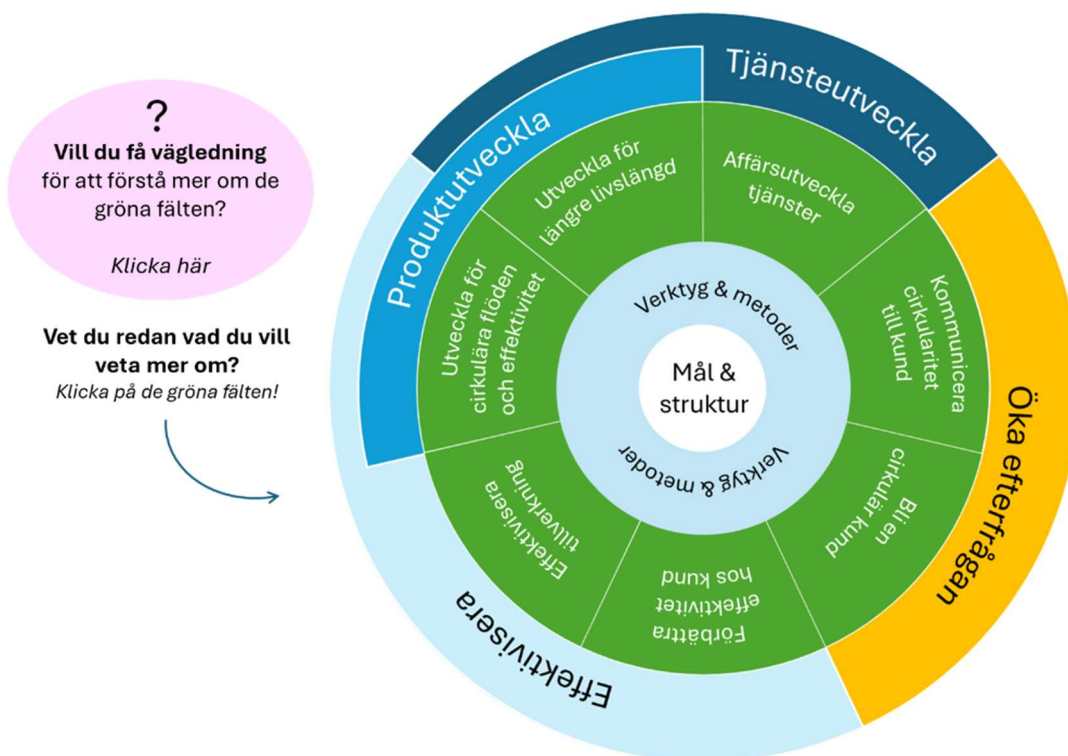 ?
Vill du få vägledning
för att förstå mer om de
gröna fälten?
Klicka här
Vet du redan vad du vill
veta mer om?
Klicka på de gröna fälten!
Tjänsteutveckla
Produktutveckla
Öka efterfrågan
Effektivisera
Utveckla för
längre livslängd
Affärsutveckla
tjänster
Kommunicera
cirkularitet
till kund
Bli en
cirkulär kund
Förbättra
effektivitet
hos kund
Effektivisera
tillverkning
Utveckla för
cirkulära flöden
och effektivitet
Verktyg & metoder
Mål &
struktur
Verktyg & metoder